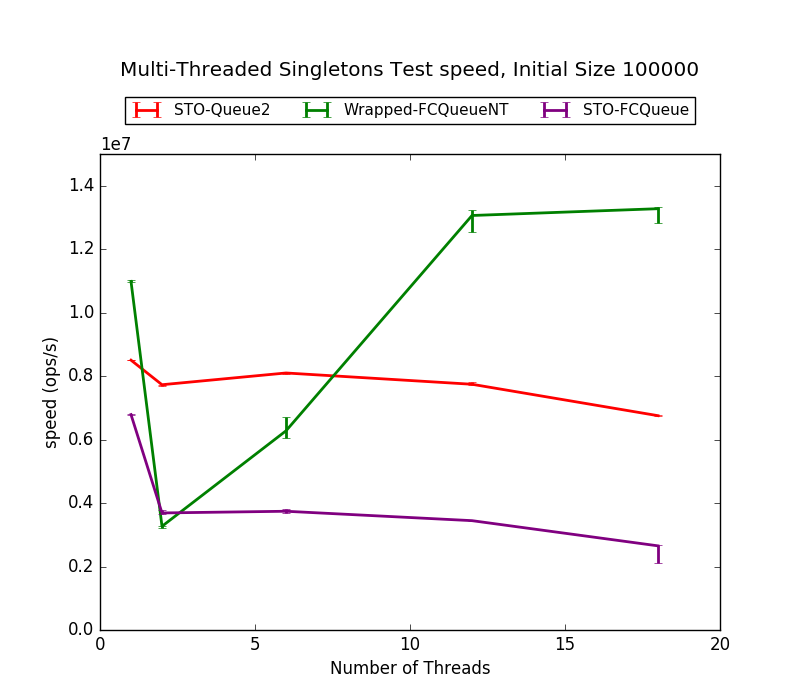 Multi-Threaded Singletons Test speed, Initial Size 100000
STO-Queue2 Wrapped-FCQueueNT STO-FCQueue
1e7
1.4
1.2
1.0
0.8
0.6
0.4
0.2
0.0
speed (ops/s)
0 5 10 15 20
Number of Threads